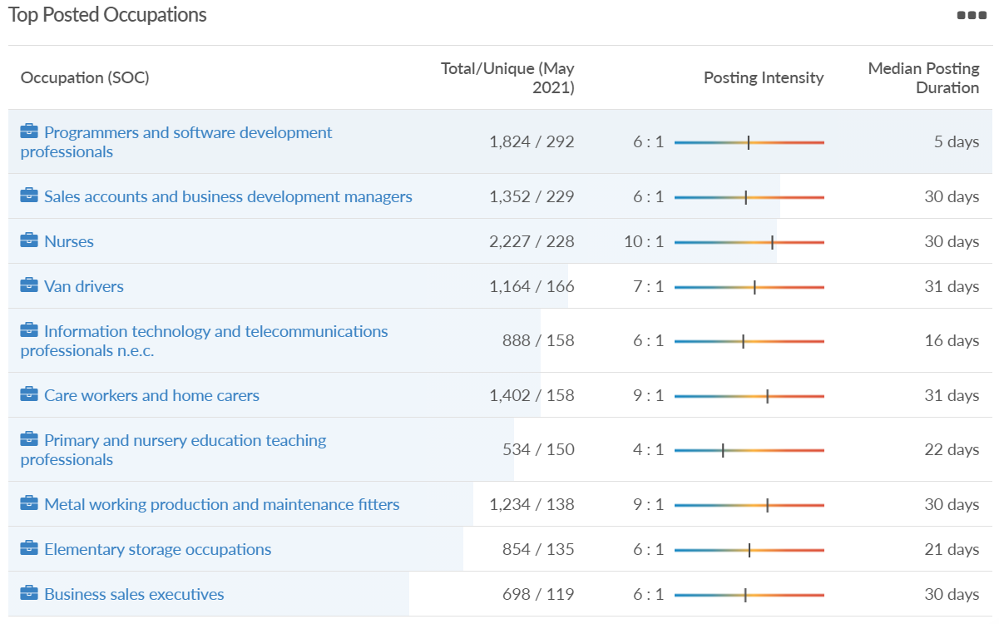 Top Posted Occupations
Occupation (SOC)
Total/Unique (May
2021)
Posting Intensity
Median Posting
Duration
Programmers and software development
professionals
1,824 / 292
6 : 1
5 days
Sales accounts and business development managers
1,352 / 229
6 : 1
30 days
Nurses
2,227 / 228
10 : 1
30 days
Van drivers
1,164 / 166
7 : 1
31 days
Information technology and telecommunications
professionals n.e.c.
888 / 158
6 : 1
16 days
Care workers and home carers
1,402 / 158
9 : 1
31 days
Primary and nursery education teaching
professionals
534 / 150
4 : 1
22 days
Metal working production and maintenance fitters
1,234 / 138
9 : 1
30 days
Elementary storage occupations
854 / 135
6 : 1
21 days
Business sales executives
698 / 119
6 : 1
30 days